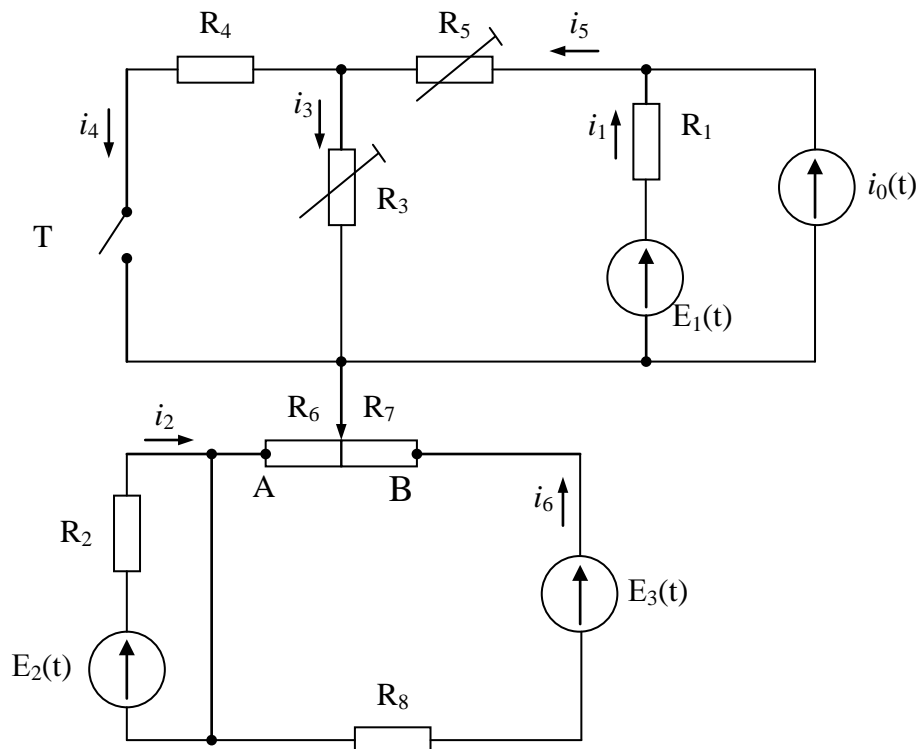 R₄ R₅ i₅
i₄ i₃ i₁ R₁
R₃ i₀(t)
T
E₁(t)
i₂ R₆ R₇
A B
R₂ i₆
E₂(t) E₃(t)
R₈